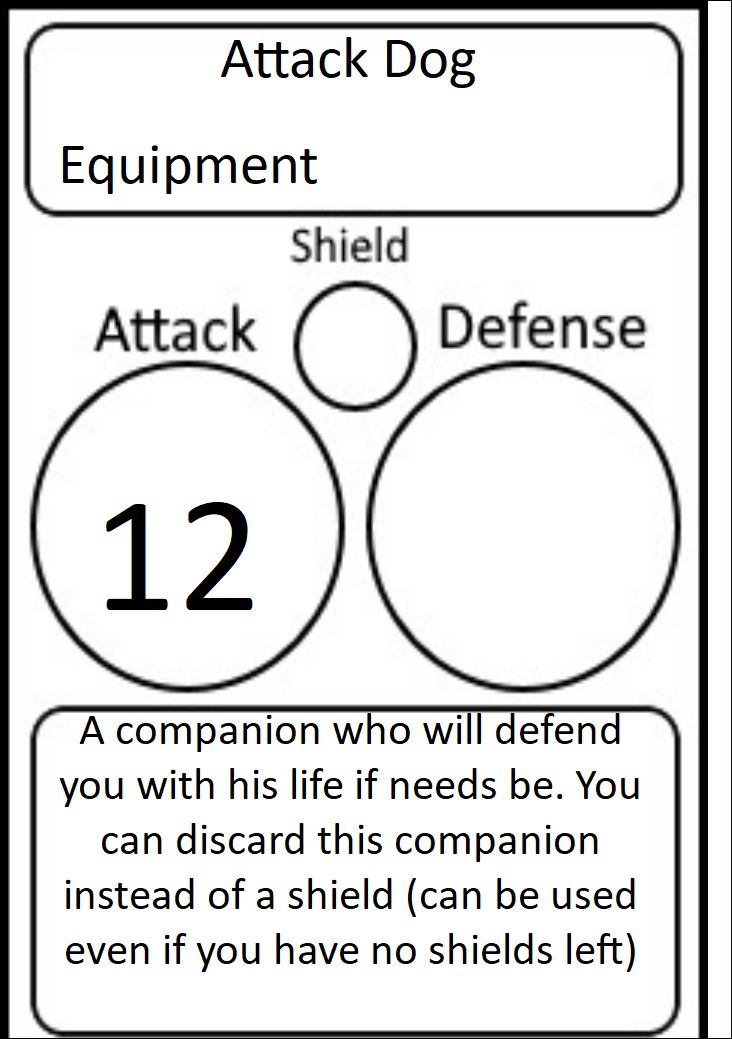 Attack Dog
Equipment
Shield
Attack
Defense
12
A companion who will defend
you with his life if needs be. You
can discard this companion
instead of a shield (can be used
even if you have no shields left)